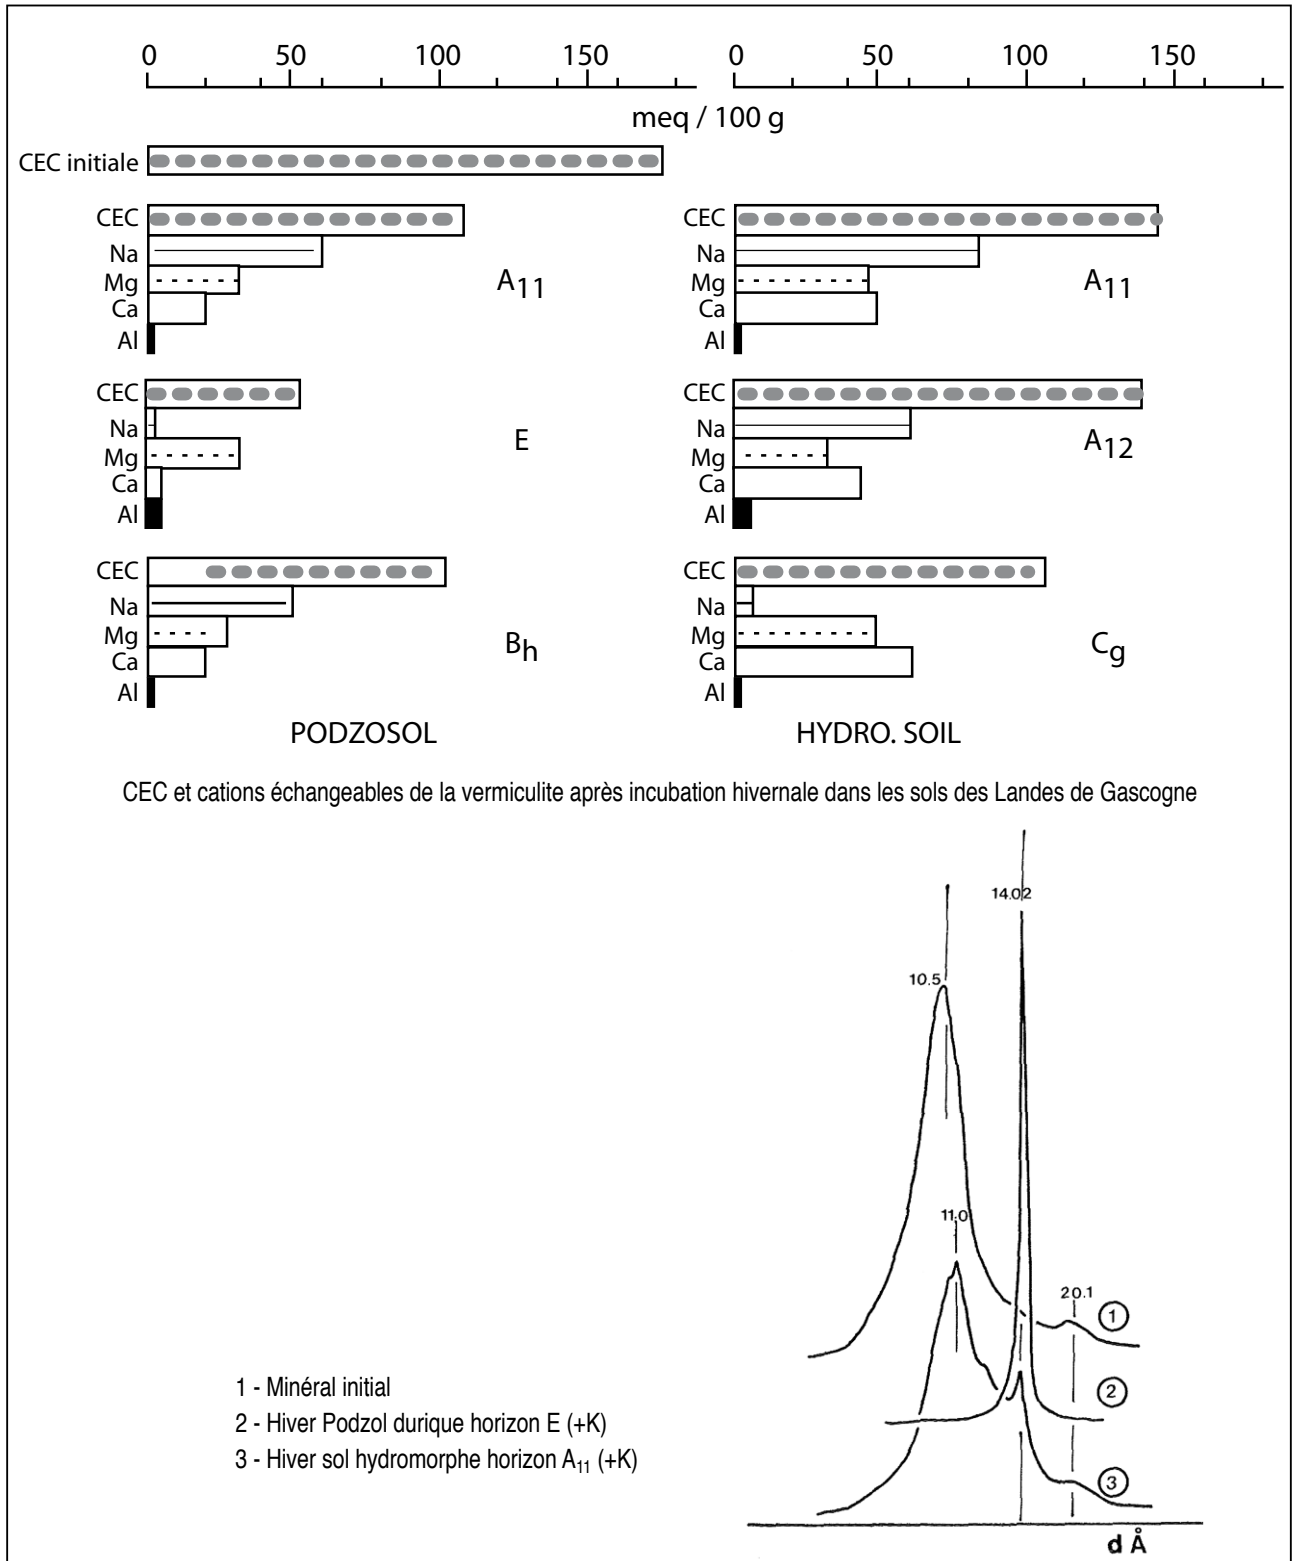 0 50 100 150 0 50 100 150
meq / 100 g
CEC initiale
CEC CEC
Na Na
Mg A11 Mg A11
Ca Ca
Al Al
CEC CEC
Na Na
Mg E Mg A12
Ca Ca
Al Al
CEC CEC
Na Na
Mg Bh Mg Cg
Ca Ca
Al Al
PODZOSOL HYDRO. SOIL
CEC et cations échangeables de la vermiculite après incubation hivernale dans les sols des Landes de Gascogne
14.02
10.5
11.0
20.1
1
2
3
1 - Minéral initial
2 - Hiver Podzol durique horizon E (+K)
3 - Hiver sol hydromorphe horizon A11 (+K)
d Å